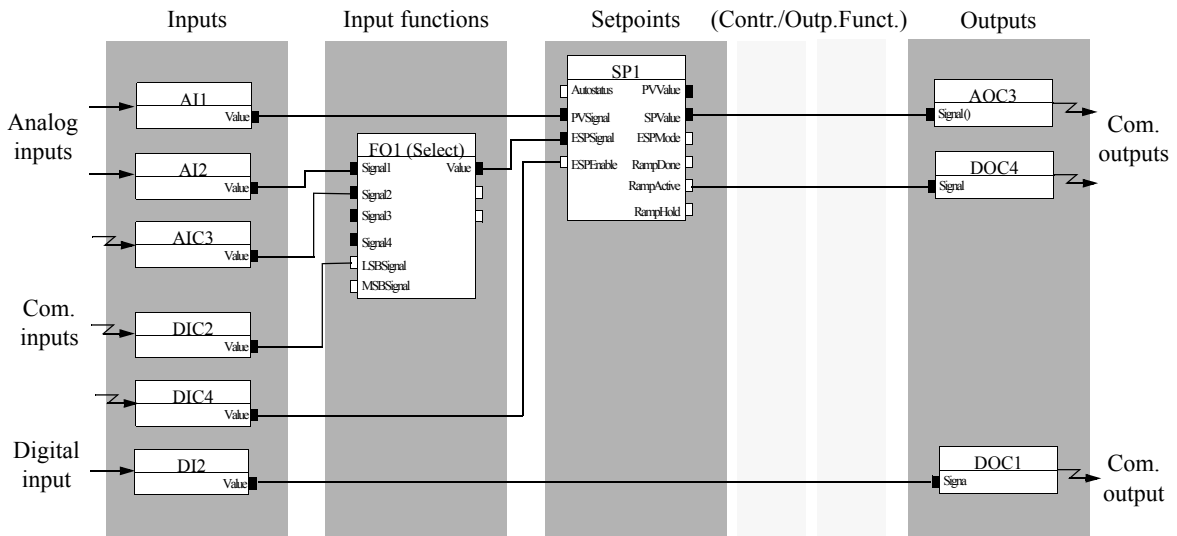 Inputs
Input functions
Setpoints
(Contr./Outp.Funct.)
Outputs
Analog
inputs
AI1
Value
AI2
Value
AIC3
Value
Com.
inputs
DIC2
Value
DIC4
Value
Digital
input
DI2
Value
FO1 (Select)
Signal1
Value
Signal2
Signal3
Signal4
LSBSignal
MSBSignal
SP1
Autostatus
PVValue
PVSignal
SPValue
ESPSignal
ESPMode
ESPEnable
RampDone
RampActive
RampHold
AOC3
Signal()
DOC4
Signal
Com.
outputs
DOC1
Signa
Com.
output